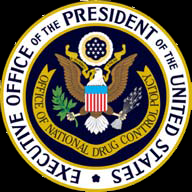 EXECUTIVE OFFICE OF THE PRESIDENT OF THE UNITED STATES
OFFICE OF NATIONAL DRUG CONTROL POLICY